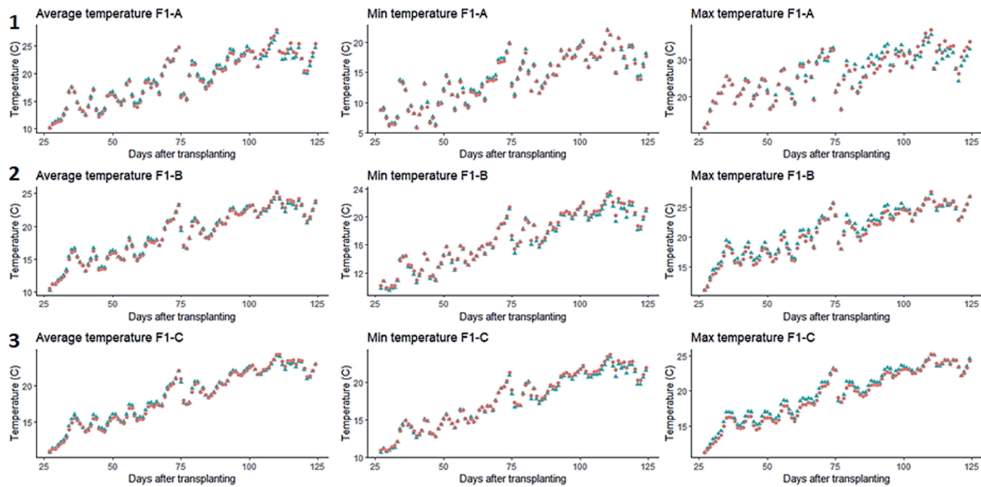 1
Average temperature F1-A
Min temperature F1-A
Max temperature F1-A
Temperature (C)
25
20
15
10
25
50
75
100
125
Days after transplanting
Temperature (C)
20
15
10
5
25
50
75
100
125
Days after transplanting
Temperature (C)
30
20
25
50
75
100
125
Days after transplanting
2
Average temperature F1-B
Min temperature F1-B
Max temperature F1-B
Temperature (C)
25
20
15
10
25
50
75
100
125
Days after transplanting
Temperature (C)
24
20
16
12
25
50
75
100
125
Days after transplanting
Temperature (C)
25
20
15
25
50
75
100
125
Days after transplanting
3
Average temperature F1-C
Min temperature F1-C
Max temperature F1-C
Temperature (C)
20
15
25
50
75
100
125
Days after transplanting
Temperature (C)
20
15
10
25
50
75
100
125
Days after transplanting
Temperature (C)
25
20
15
25
50
75
100
125
Days after transplanting